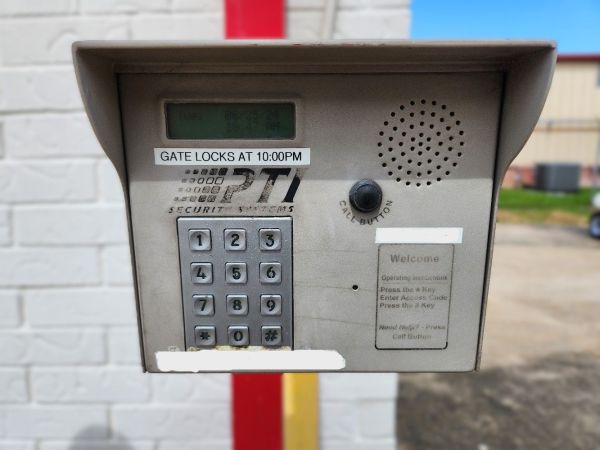 GATE LOCKS AT 10:00PM
PTI
SECURITY SYSTEMS
CALL BUTTON
1 2 3
4 5 6
7 8 9
* 0 #
Welcome
Operating Instructions
Press the * Key
Enter Access Code
Press the # Key
Need Help? - Press
Call Button